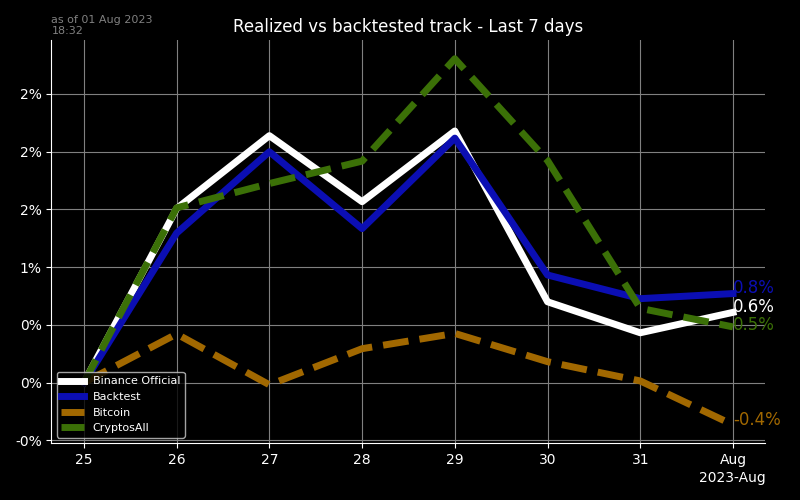 as of 01 Aug 2023
18:32
Realized vs backtested track - Last 7 days
2%
2%
2%
1%
0%
0%
-0%
0.8%
0.6%
0.5%
-0.4%
Binance Official
Backtest
Bitcoin
CryptosAll
25
26
27
28
29
30
31
Aug
2023-Aug